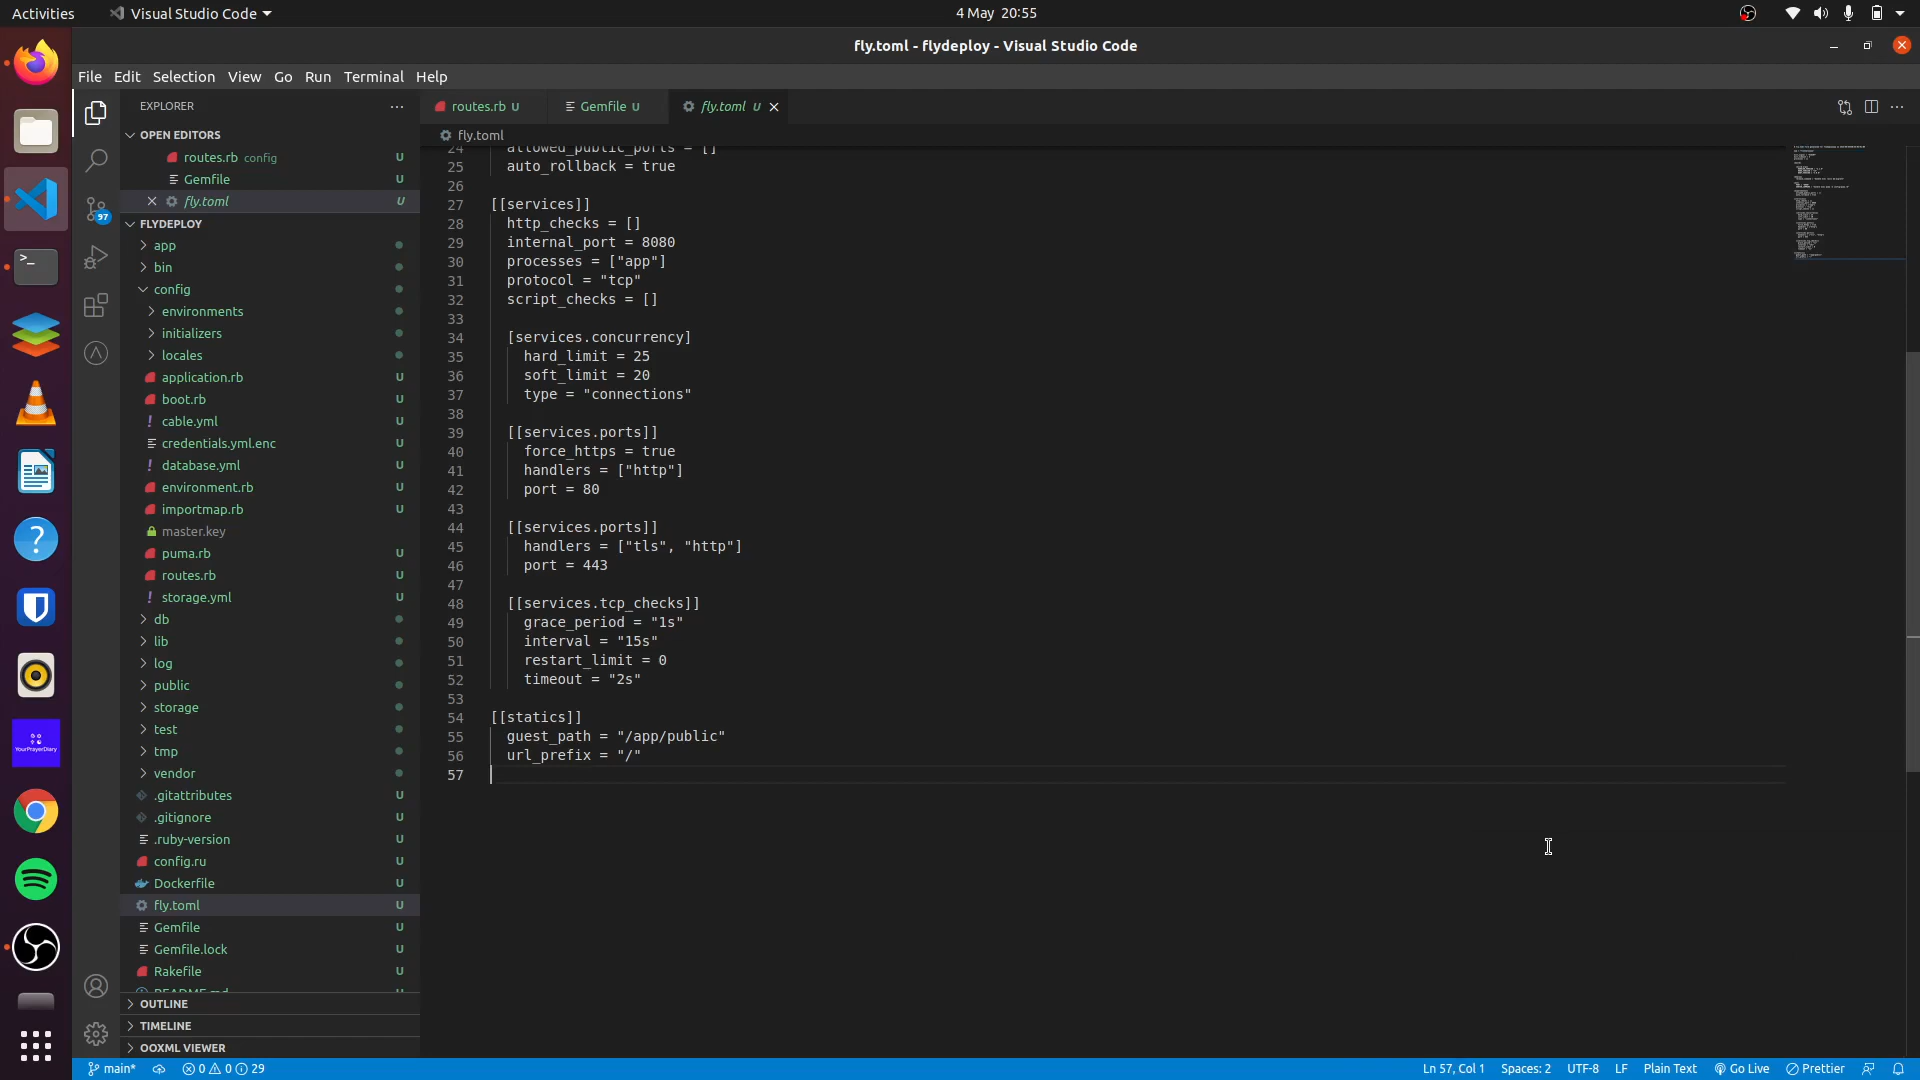 Activities
Visual Studio Code
4 May 20:55
fly.toml - flydeploy - Visual Studio Code
File Edit Selection View Go Run Terminal Help
EXPLORER
routes.rb U
Gemfile U
fly.toml U
fly.toml
OPEN EDITORS
routes.rb config U
Gemfile U
fly.toml U
97
FLYDEPLOY
app
bin
config
environments
initializers
locales
application.rb U
boot.rb U
cable.yml U
credentials.yml.enc U
database.yml U
environment.rb U
importmap.rb U
master.key
puma.rb U
routes.rb U
storage.yml U
db
lib
log
public
storage
test
tmp
vendor
.gitattributes U
.gitignore U
.ruby-version U
config.ru U
Dockerfile U
fly.toml U
Gemfile U
Gemfile.lock U
Rakefile U
README.md U
OUTLINE
TIMELINE
OOXML VIEWER
YourPrayerDiary
24 allowed_public_ports = []
25 auto_rollback = true
26
27 [[services]]
28 http_checks = []
29 internal_port = 8080
30 processes = ["app"]
31 protocol = "tcp"
32 script_checks = []
33
34 [services.concurrency]
35 hard_limit = 25
36 soft_limit = 20
37 type = "connections"
38
39 [[services.ports]]
40 force_https = true
41 handlers = ["http"]
42 port = 80
43
44 [[services.ports]]
45 handlers = ["tls", "http"]
46 port = 443
47
48 [[services.tcp_checks]]
49 grace_period = "1s"
50 interval = "15s"
51 restart_limit = 0
52 timeout = "2s"
53
54 [[statics]]
55 guest_path = "/app/public"
56 url_prefix = "/"
57
main* 0 0 29
Ln 57, Col 1 Spaces: 2 UTF-8 LF Plain Text Go Live Prettier